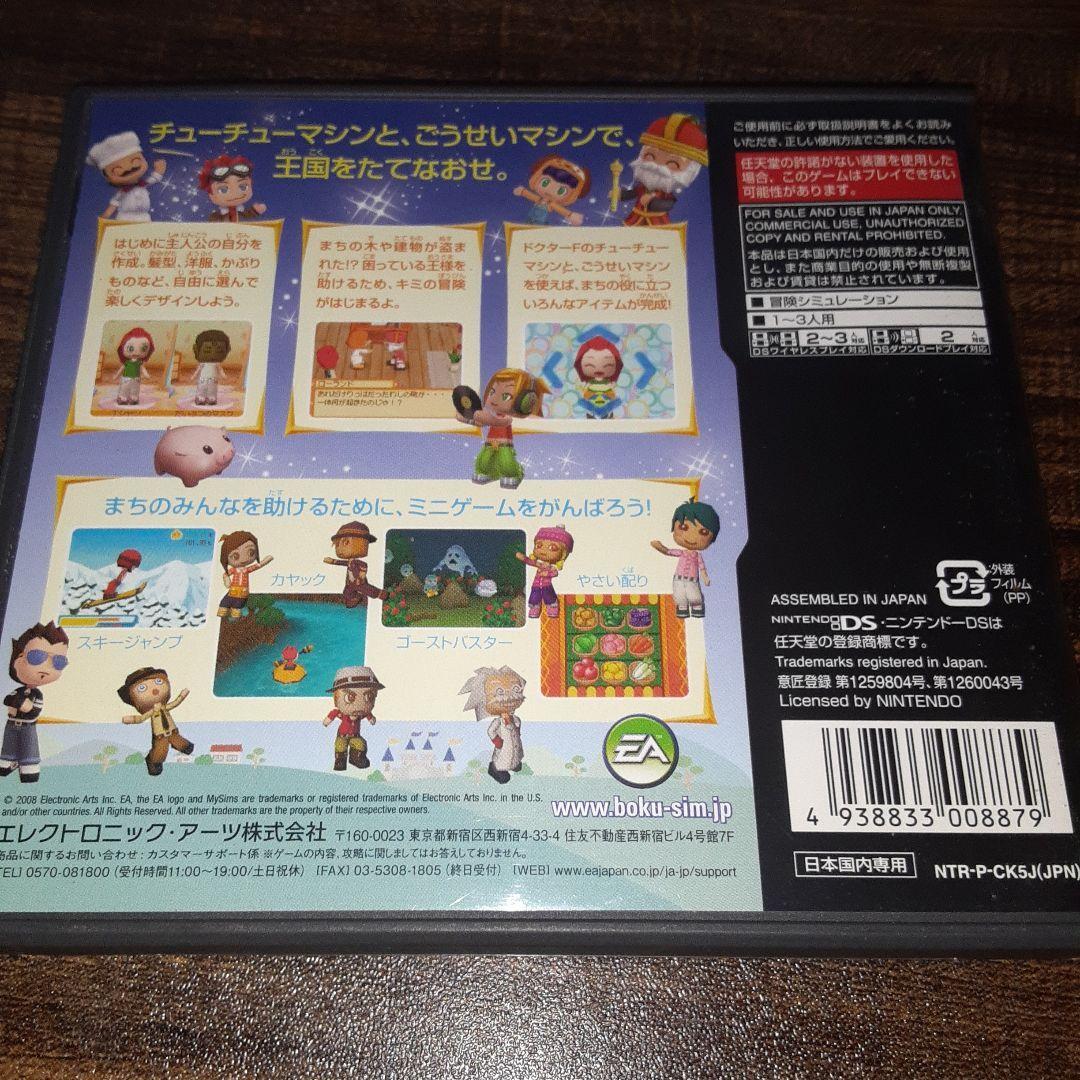 チューチューマシンと、ごうせいマシンで、
王国をたてなおせ。
はじめに主人公の自分を
作成。髪型、洋服、かぶり
ものなど、自由に選んで
楽しくデザインしよう。
まちの木や建物が盗ま
れた!? 困っている王様を
助けるため、キミの冒険
がはじまるよ。
ローランド
あれだけりっぱだったわしの町が・・・
一体何が起きたのじゃ!?
ドクターFのチューチュー
マシンと、ごうせいマシン
を使えば、まちの役に立つ
いろんなアイテムが完成!
まちのみんなを助けるために、ミニゲームをがんばろう!
スキージャンプ
カヤック
ゴーストバスター
やさい配り
EA
© 2008 Electronic Arts Inc. EA, the EA logo and MySims are trademarks or registered trademarks of Electronic Arts Inc. in the U.S.
and/or other countries. All Rights Reserved. All other trademarks are the property of their respective owners.
www.boku-sim.jp
エレクトロニック・アーツ株式会社 〒160-0023 東京都新宿区西新宿4-33-4 住友不動産西新宿ビル4号館7F
商品に関するお問い合わせ:カスタマーサポート係 ※ゲームの内容、攻略に関しましてはお答えしておりません。
TEL] 0570-081800 (受付時間11:00〜19:00/土日祝休) [FAX] 03-5308-1805 (終日受付) [WEB] www.eajapan.co.jp/ja-jp/support
ご使用前に必ず取扱説明書をよくお読み
いただき、正しい使用方法でご愛用ください。
任天堂の許諾がない装置を使用した
場合、このゲームはプレイできない
可能性があります。
FOR SALE AND USE IN JAPAN ONLY.
COMMERCIAL USE, UNAUTHORIZED
COPY AND RENTAL PROHIBITED.
本品は日本国内だけの販売および使用
とし、また商業目的の使用や無断複製
および賃貸は禁止されています。
■ 冒険シミュレーション
■ 1〜3人用
2〜3人 対応
DSワイヤレスプレイ対応
2人 対応
DSダウンロードプレイ対応
ASSEMBLED IN JAPAN
プラ
外装
フィルム
(PP)
NINTENDO DS・ニンテンドーDSは
任天堂の登録商標です。
Trademarks registered in Japan.
意匠登録 第1259804号、第1260043号
Licensed by NINTENDO
4 938833 008879
日本国内専用
NTR-P-CK5J(JPN)